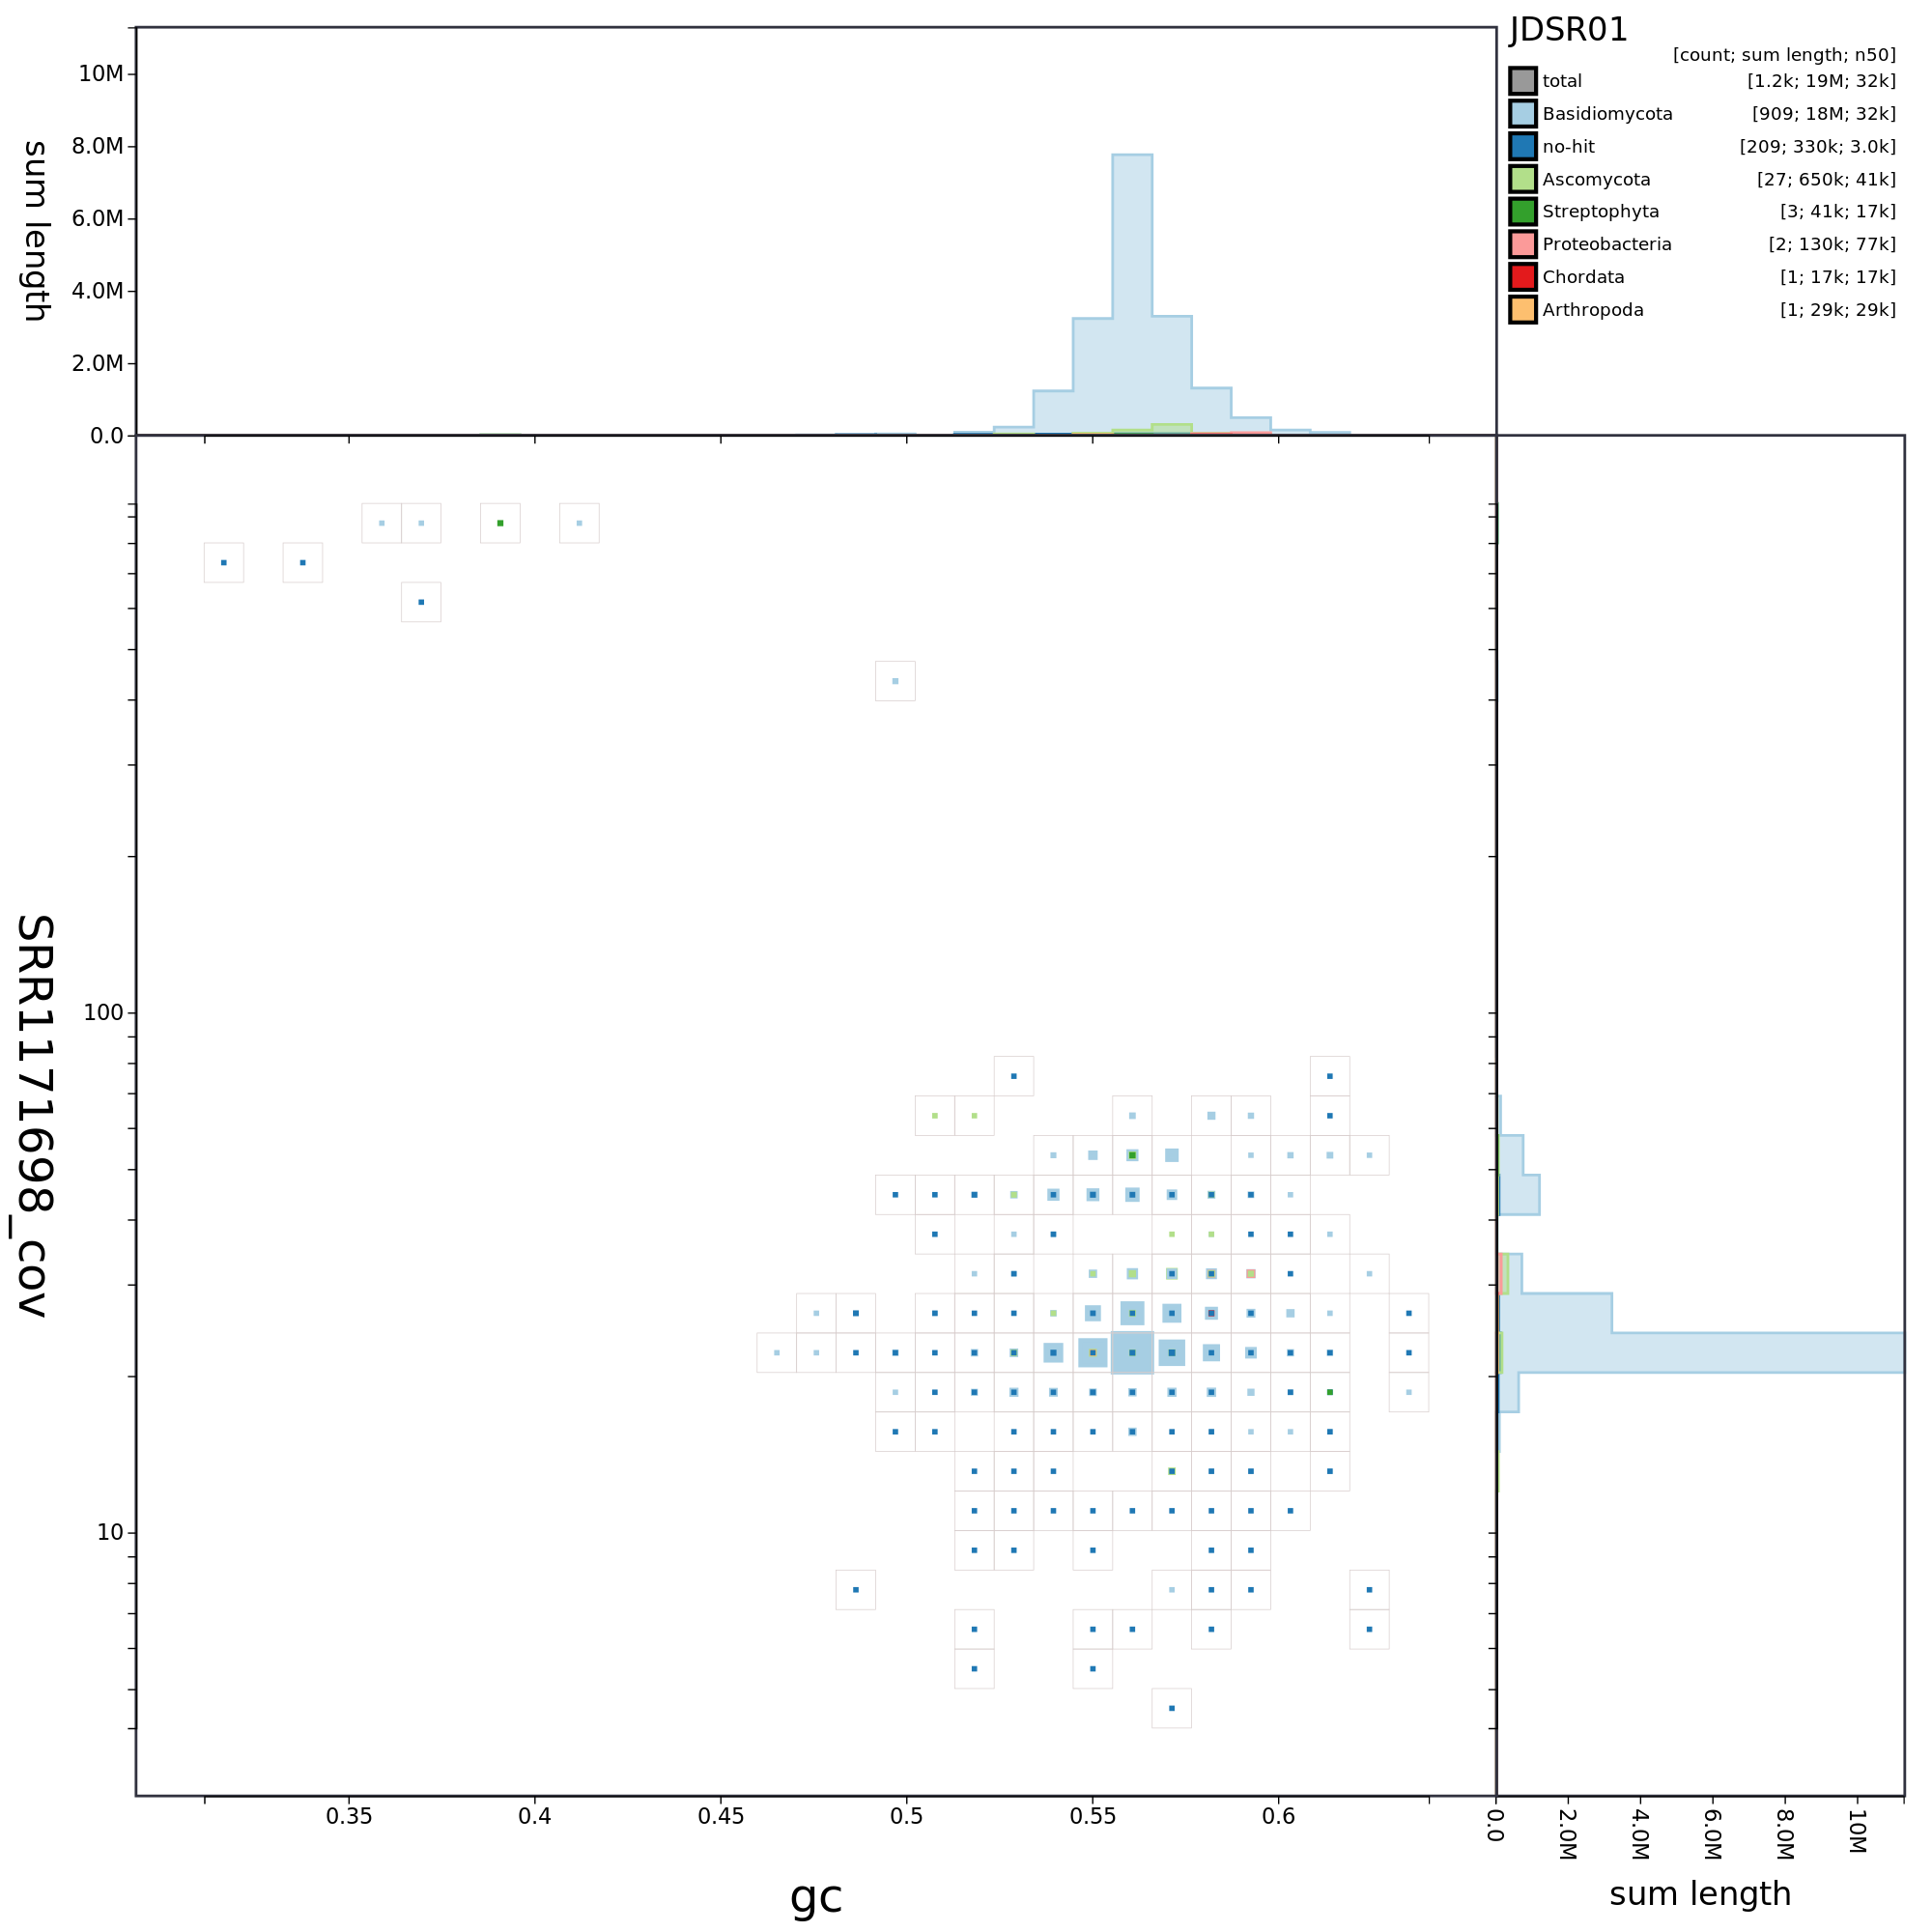 JDSR01
[count; sum length; n50]
total [1.2k; 19M; 32k]
Basidiomycota [909; 18M; 32k]
no-hit [209; 330k; 3.0k]
Ascomycota [27; 650k; 41k]
Streptophyta [3; 41k; 17k]
Proteobacteria [2; 130k; 77k]
Chordata [1; 17k; 17k]
Arthropoda [1; 29k; 29k]
sum length
10M
8.0M
6.0M
4.0M
2.0M
0.0
SRR1171698_cov
100
10
0.35 0.4 0.45 0.5 0.55 0.6
gc
0.0 2.0M 4.0M 6.0M 8.0M 10M
sum length